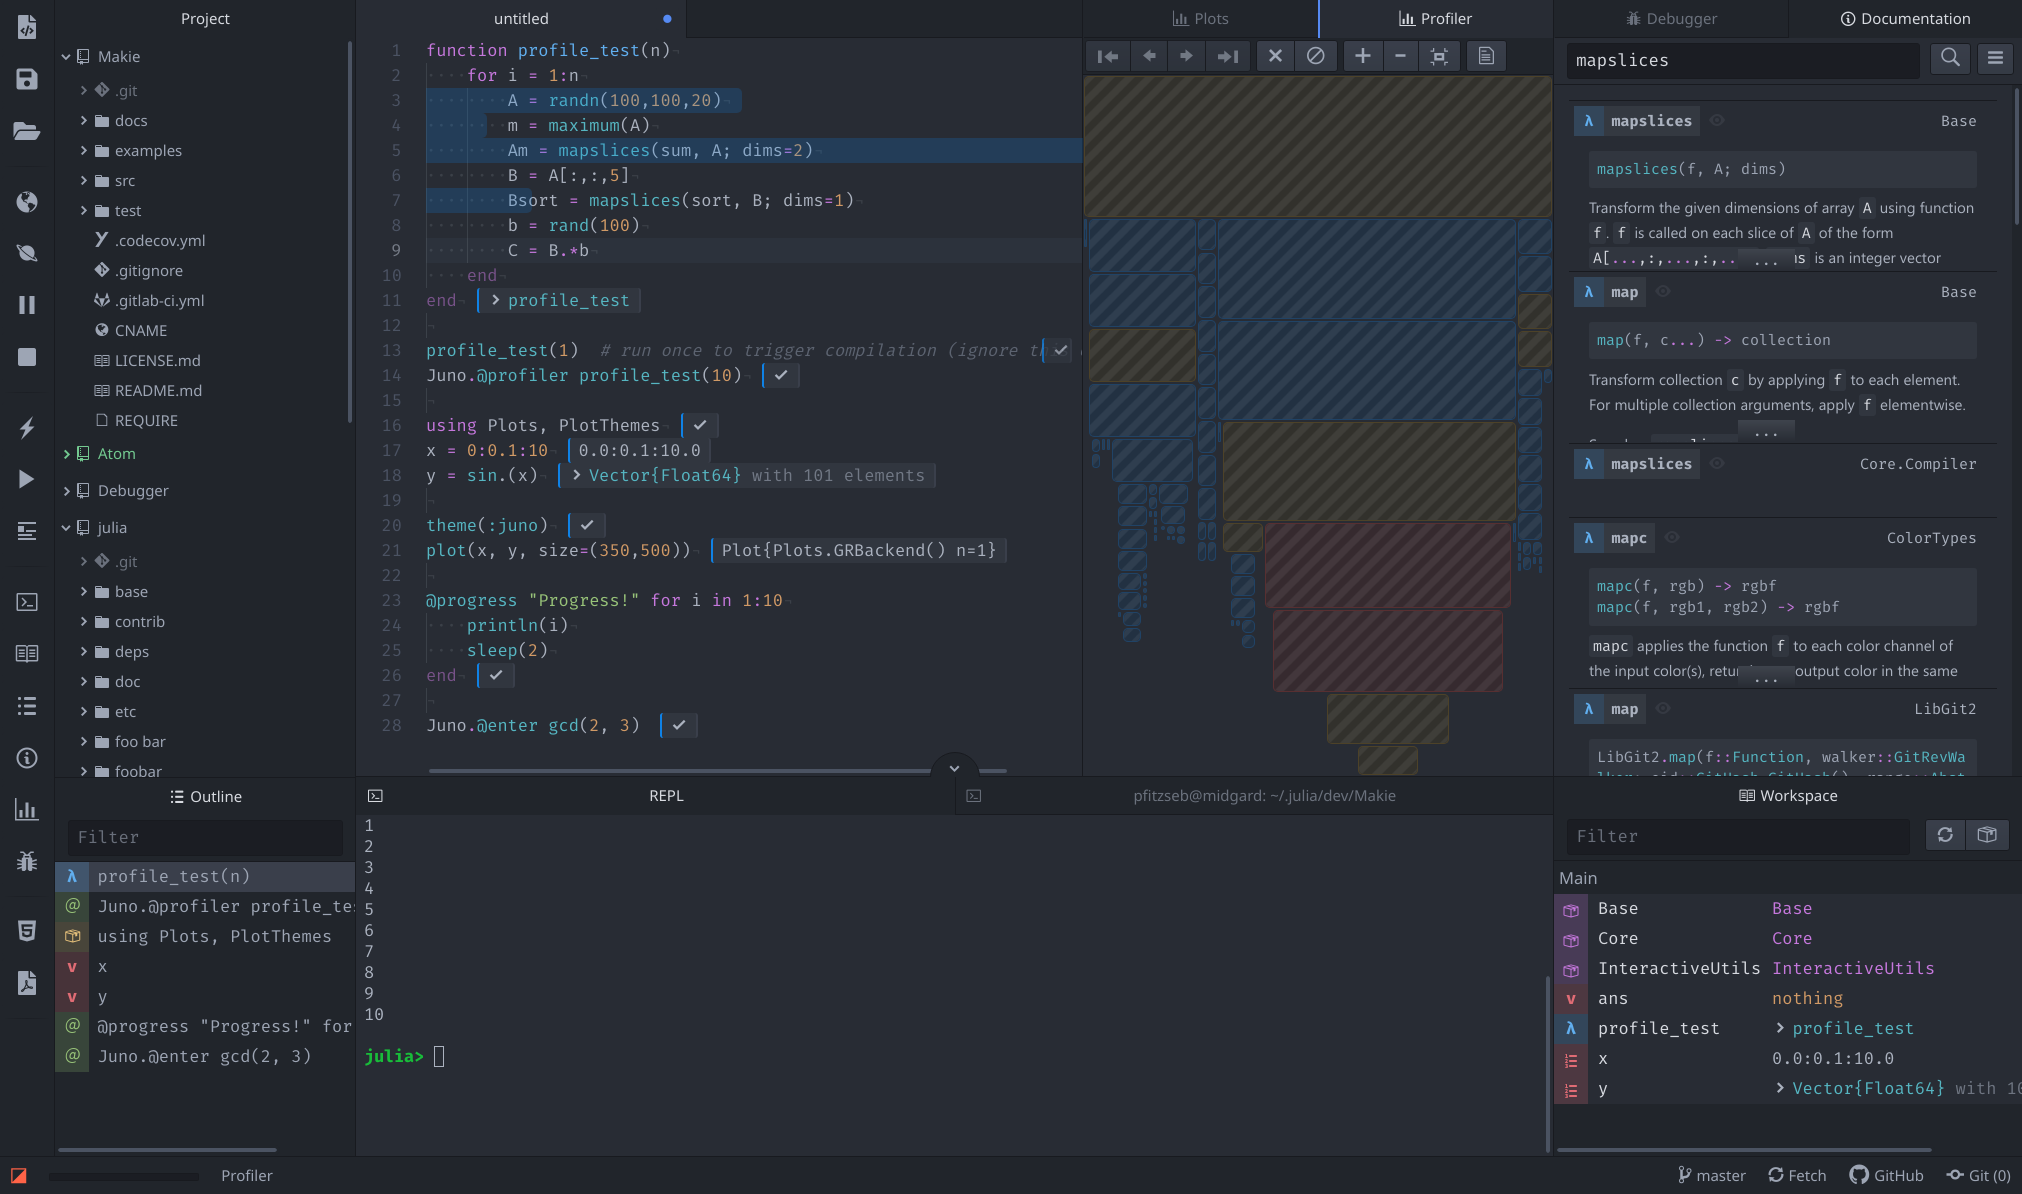 Project
Makie
.git
docs
examples
src
test
.codecov.yml
.gitignore
.gitlab-ci.yml
CNAME
LICENSE.md
README.md
REQUIRE
Atom
Debugger
julia
.git
base
contrib
deps
doc
etc
foo bar
foobar
Outline
Filter
λ profile_test(n)
@ Juno.@profiler profile_te
using Plots, PlotThemes
v x
v y
@ @progress "Progress!" for
@ Juno.@enter gcd(2, 3)
untitled
1 function profile_test(n)
2 for i = 1:n
3 A = randn(100,100,20)
4 m = maximum(A)
5 Am = mapslices(sum, A; dims=2)
6 B = A[:,:,5]
7 Bsort = mapslices(sort, B; dims=1)
8 b = rand(100)
9 C = B.*b
10 end
11 end > profile_test
12
13 profile_test(1) # run once to trigger compilation (ignore
14 Juno.@profiler profile_test(10)
15
16 using Plots, PlotThemes
17 x = 0:0.1:10 0.0:0.1:10.0
18 y = sin.(x) > Vector{Float64} with 101 elements
19
20 theme(:juno)
21 plot(x, y, size=(350,500)) Plot{Plots.GRBackend() n=1}
22
23 @progress "Progress!" for i in 1:10
24 println(i)
25 sleep(2)
26 end
27
28 Juno.@enter gcd(2, 3)
Plots
Profiler
Debugger
Documentation
mapslices
λ mapslices Base
mapslices(f, A; dims)
Transform the given dimensions of array A using function
f. f is called on each slice of A of the form
A[...,:,...,:,.. ... is an integer vector
λ map Base
map(f, c...) -> collection
Transform collection c by applying f to each element.
For multiple collection arguments, apply f elementwise.
...
λ mapslices Core.Compiler
λ mapc ColorTypes
mapc(f, rgb) -> rgbf
mapc(f, rgb1, rgb2) -> rgbf
mapc applies the function f to each color channel of
the input color(s), ... output color in the same
λ map LibGit2
LibGit2.map(f::Function, walker::GitRevWa
REPL
pfitzseb@midgard: ~/.julia/dev/Makie
1
2
3
4
5
6
7
8
9
10
julia>
Workspace
Filter
Main
Base Base
Core Core
InteractiveUtils InteractiveUtils
v ans nothing
λ profile_test > profile_test
x 0.0:0.1:10.0
y > Vector{Float64} with 10
Profiler
master
Fetch
GitHub
Git (0)